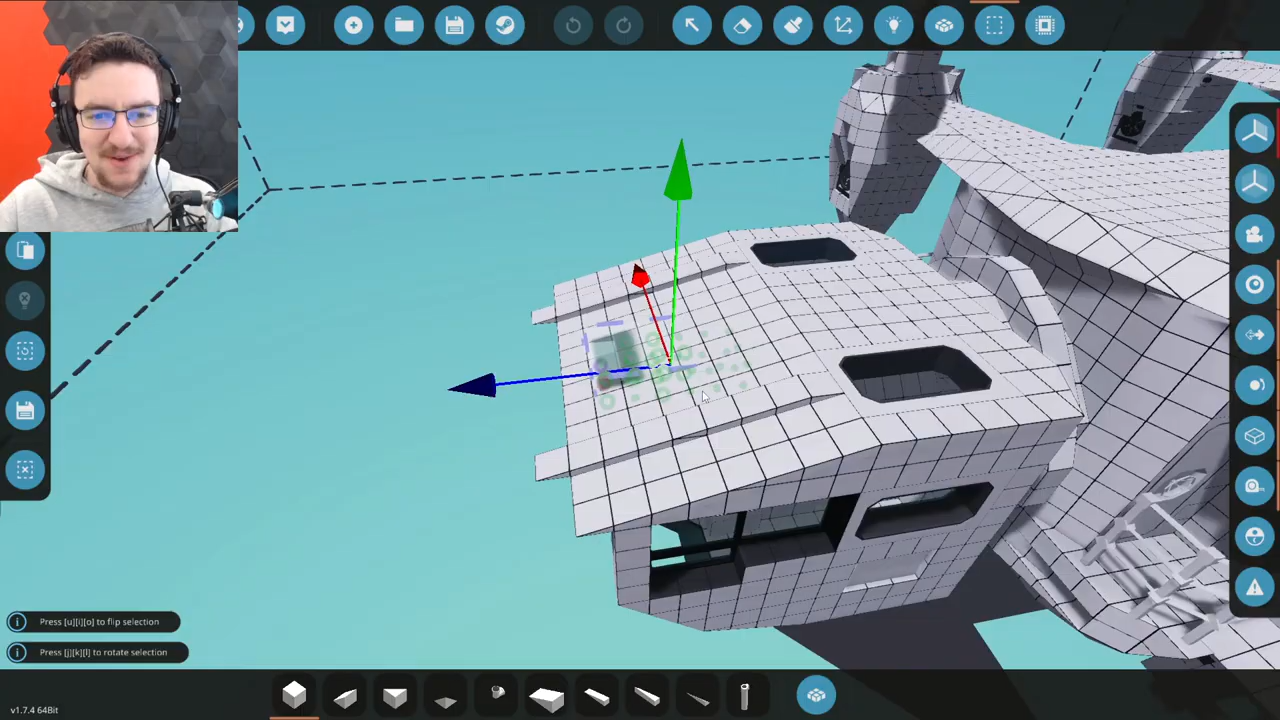 Press [u][i][o] to flip selection
Press [j][k][l] to rotate selection
v1.7.4 64Bit